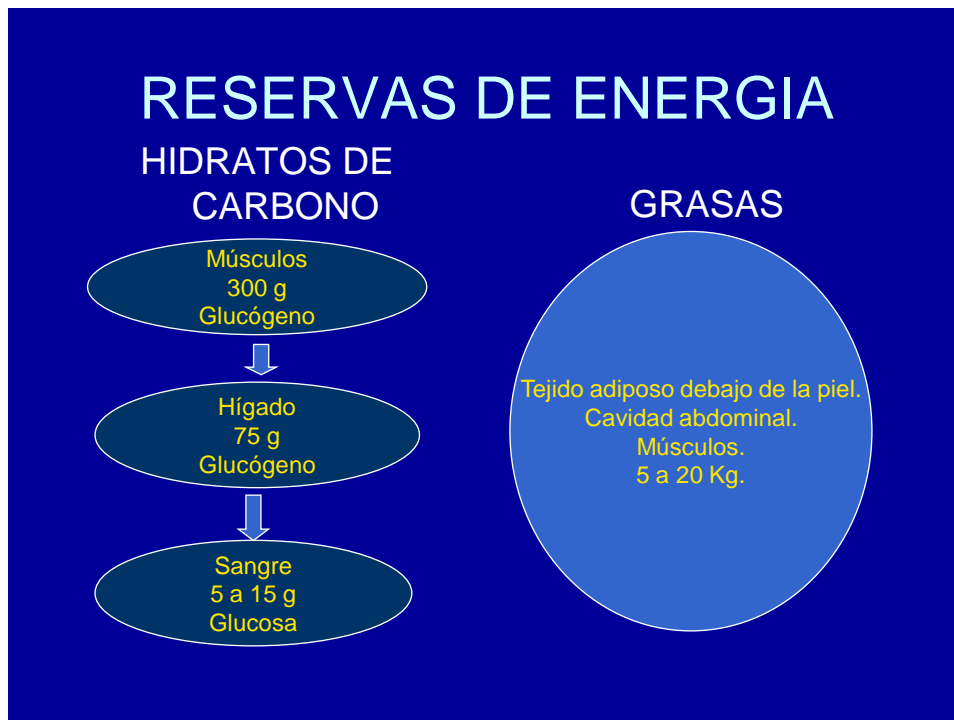 RESERVAS DE ENERGIA
HIDRATOS DE
CARBONO
Músculos
300 g
Glucógeno
Hígado
75 g
Glucógeno
Sangre
5 a 15 g
Glucosa
GRASAS
Tejido adiposo debajo de la piel.
Cavidad abdominal.
Músculos.
5 a 20 Kg.